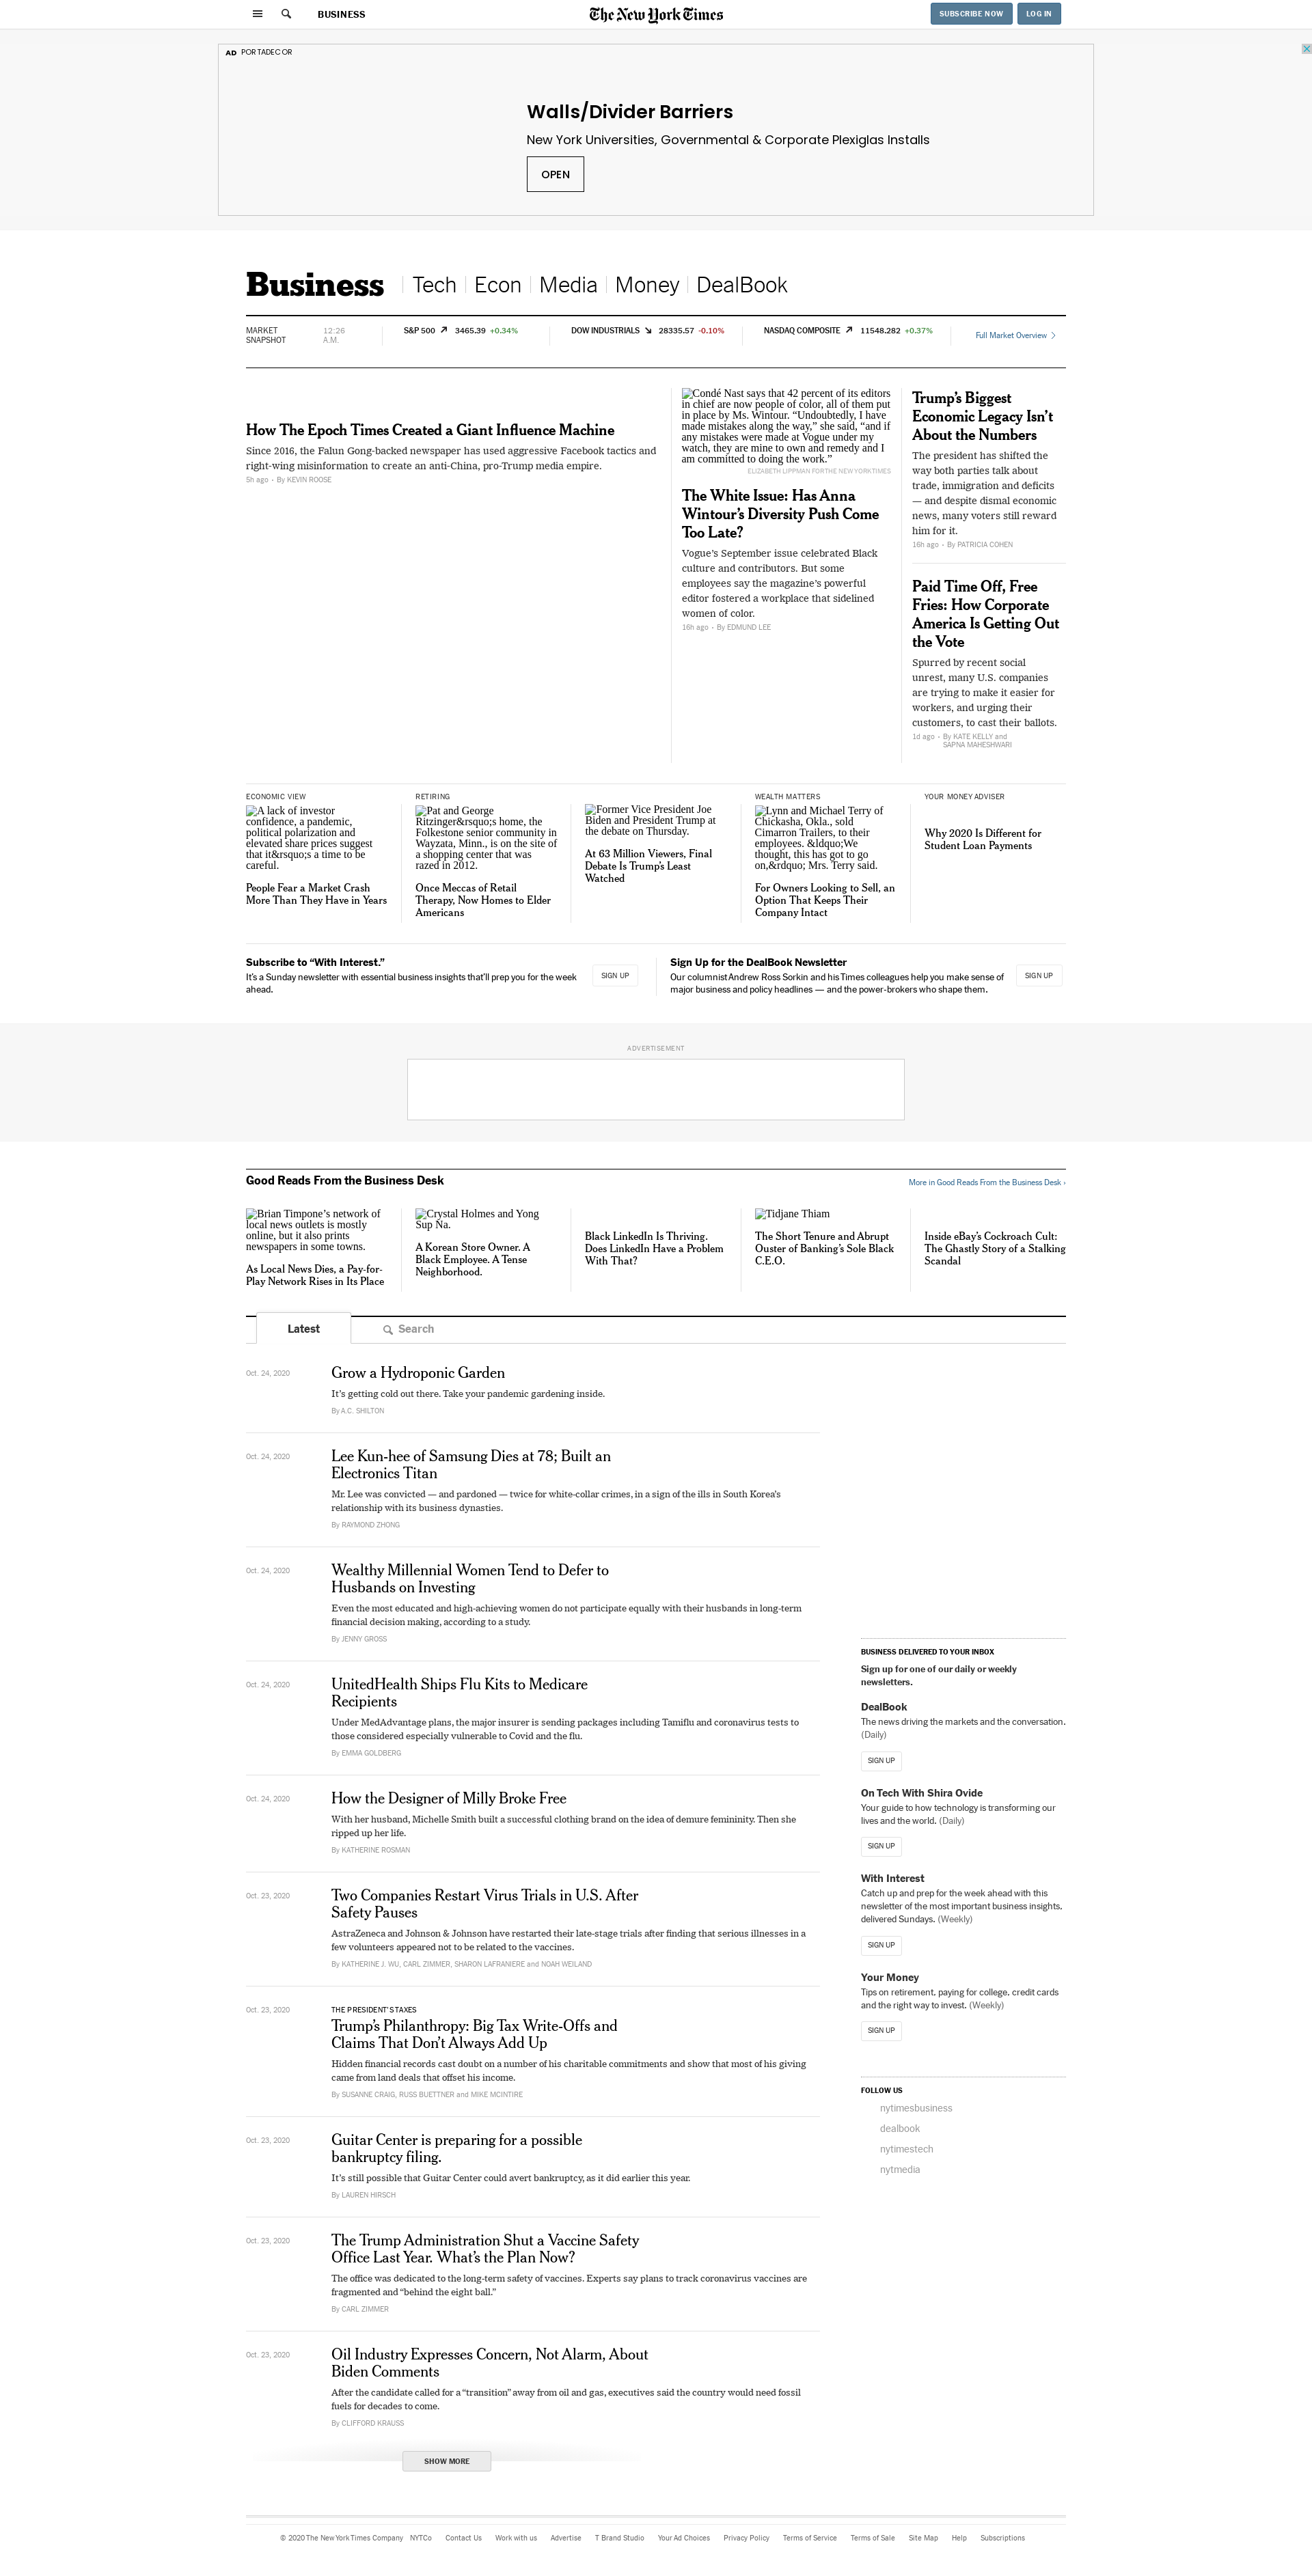 BUSINESS
The New York Times
SUBSCRIBE NOW
LOG IN
AD PORTADECOR
Walls/Divider Barriers
New York Universities, Governmental & Corporate Plexiglas Installs
OPEN
Business
Tech
Econ
Media
Money
DealBook
MARKET
SNAPSHOT
12:26
A.M.
S&P 500 3465.39 +0.34%
DOW INDUSTRIALS 28335.57 -0.10%
NASDAQ COMPOSITE 11548.282 +0.37%
Full Market Overview
How The Epoch Times Created a Giant Influence Machine
Since 2016, the Falun Gong-backed newspaper has used aggressive Facebook tactics and
right-wing misinformation to create an anti-China, pro-Trump media empire.
5h ago • By KEVIN ROOSE
Condé Nast says that 42 percent of its editors
in chief are now people of color, all of them put
in place by Ms. Wintour. “Undoubtedly, I have
made mistakes along the way,” she said, “and if
any mistakes were made at Vogue under my
watch, they are mine to own and remedy and I
am committed to doing the work.”
ELIZABETH LIPPMAN FOR THE NEW YORK TIMES
The White Issue: Has Anna
Wintour’s Diversity Push Come
Too Late?
Vogue’s September issue celebrated Black
culture and contributors. But some
employees say the magazine’s powerful
editor fostered a workplace that sidelined
women of color.
16h ago • By EDMUND LEE
Trump’s Biggest
Economic Legacy Isn’t
About the Numbers
The president has shifted the
way both parties talk about
trade, immigration and deficits
— and despite dismal economic
news, many voters still reward
him for it.
16h ago • By PATRICIA COHEN
Paid Time Off, Free
Fries: How Corporate
America Is Getting Out
the Vote
Spurred by recent social
unrest, many U.S. companies
are trying to make it easier for
workers, and urging their
customers, to cast their ballots.
1d ago • By KATE KELLY and
SAPNA MAHESHWARI
ECONOMIC VIEW
A lack of investor
confidence, a pandemic,
political polarization and
elevated share prices suggest
that it&rsquo;s a time to be
careful.
People Fear a Market Crash
More Than They Have in Years
RETIRING
Pat and George
Ritzinger&rsquo;s home, the
Folkestone senior community in
Wayzata, Minn., is on the site of
a shopping center that was
razed in 2012.
Once Meccas of Retail
Therapy, Now Homes to Elder
Americans
Former Vice President Joe
Biden and President Trump at
the debate on Thursday.
At 63 Million Viewers, Final
Debate Is Trump’s Least
Watched
WEALTH MATTERS
Lynn and Michael Terry of
Chickasha, Okla., sold
Cimarron Trailers, to their
employees. &ldquo;We
thought, this has got to go
on,&rdquo; Mrs. Terry said.
For Owners Looking to Sell, an
Option That Keeps Their
Company Intact
YOUR MONEY ADVISER
Why 2020 Is Different for
Student Loan Payments
Subscribe to “With Interest.”
It’s a Sunday newsletter with essential business insights that’ll prep you for the week
ahead.
SIGN UP
Sign Up for the DealBook Newsletter
Our columnist Andrew Ross Sorkin and his Times colleagues help you make sense of
major business and policy headlines — and the power-brokers who shape them.
SIGN UP
ADVERTISEMENT
Good Reads From the Business Desk
More in Good Reads From the Business Desk ›
Brian Timpone’s network of
local news outlets is mostly
online, but it also prints
newspapers in some towns.
As Local News Dies, a Pay-for-
Play Network Rises in Its Place
Crystal Holmes and Yong
Sup Na.
A Korean Store Owner. A
Black Employee. A Tense
Neighborhood.
Black LinkedIn Is Thriving.
Does LinkedIn Have a Problem
With That?
Tidjane Thiam
The Short Tenure and Abrupt
Ouster of Banking’s Sole Black
C.E.O.
Inside eBay’s Cockroach Cult:
The Ghastly Story of a Stalking
Scandal
Latest
Search
Oct. 24, 2020
Grow a Hydroponic Garden
It’s getting cold out there. Take your pandemic gardening inside.
By A.C. SHILTON
Oct. 24, 2020
Lee Kun-hee of Samsung Dies at 78; Built an
Electronics Titan
Mr. Lee was convicted — and pardoned — twice for white-collar crimes, in a sign of the ills in South Korea’s
relationship with its business dynasties.
By RAYMOND ZHONG
Oct. 24, 2020
Wealthy Millennial Women Tend to Defer to
Husbands on Investing
Even the most educated and high-achieving women do not participate equally with their husbands in long-term
financial decision making, according to a study.
By JENNY GROSS
Oct. 24, 2020
UnitedHealth Ships Flu Kits to Medicare
Recipients
Under MedAdvantage plans, the major insurer is sending packages including Tamiflu and coronavirus tests to
those considered especially vulnerable to Covid and the flu.
By EMMA GOLDBERG
Oct. 24, 2020
How the Designer of Milly Broke Free
With her husband, Michelle Smith built a successful clothing brand on the idea of demure femininity. Then she
ripped up her life.
By KATHERINE ROSMAN
Oct. 23, 2020
Two Companies Restart Virus Trials in U.S. After
Safety Pauses
AstraZeneca and Johnson & Johnson have restarted their late-stage trials after finding that serious illnesses in a
few volunteers appeared not to be related to the vaccines.
By KATHERINE J. WU, CARL ZIMMER, SHARON LAFRANIERE and NOAH WEILAND
Oct. 23, 2020
THE PRESIDENT’S TAXES
Trump’s Philanthropy: Big Tax Write-Offs and
Claims That Don’t Always Add Up
Hidden financial records cast doubt on a number of his charitable commitments and show that most of his giving
came from land deals that offset his income.
By SUSANNE CRAIG, RUSS BUETTNER and MIKE MCINTIRE
Oct. 23, 2020
Guitar Center is preparing for a possible
bankruptcy filing.
It’s still possible that Guitar Center could avert bankruptcy, as it did earlier this year.
By LAUREN HIRSCH
Oct. 23, 2020
The Trump Administration Shut a Vaccine Safety
Office Last Year. What’s the Plan Now?
The office was dedicated to the long-term safety of vaccines. Experts say plans to track coronavirus vaccines are
fragmented and “behind the eight ball.”
By CARL ZIMMER
Oct. 23, 2020
Oil Industry Expresses Concern, Not Alarm, About
Biden Comments
After the candidate called for a “transition” away from oil and gas, executives said the country would need fossil
fuels for decades to come.
By CLIFFORD KRAUSS
SHOW MORE
BUSINESS DELIVERED TO YOUR INBOX
Sign up for one of our daily or weekly
newsletters.
DealBook
The news driving the markets and the conversation.
(Daily)
SIGN UP
On Tech With Shira Ovide
Your guide to how technology is transforming our
lives and the world. (Daily)
SIGN UP
With Interest
Catch up and prep for the week ahead with this
newsletter of the most important business insights,
delivered Sundays. (Weekly)
SIGN UP
Your Money
Tips on retirement, paying for college, credit cards
and the right way to invest. (Weekly)
SIGN UP
FOLLOW US
nytimesbusiness
dealbook
nytimestech
nytmedia
© 2020 The New York Times Company NYTCo Contact Us Work with us Advertise T Brand Studio Your Ad Choices Privacy Policy Terms of Service Terms of Sale Site Map Help Subscriptions